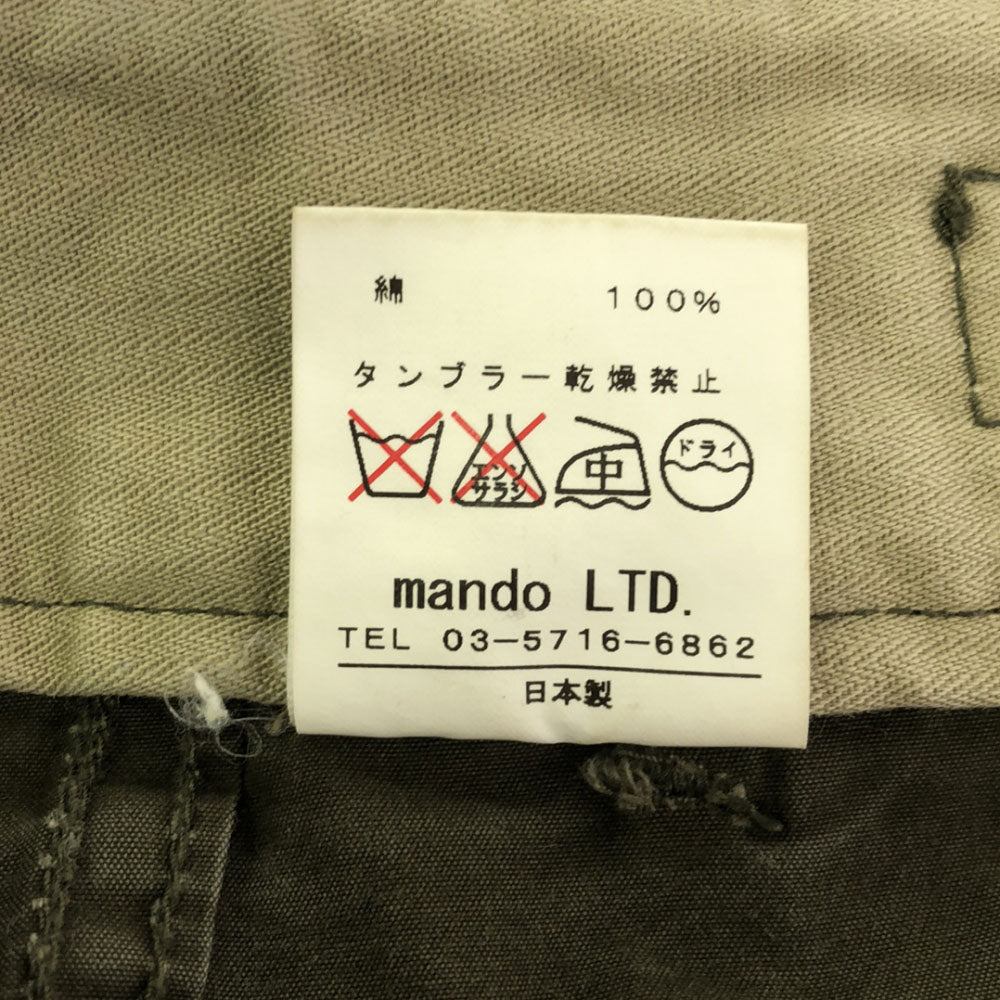 綿 100%
タンブラー乾燥禁止
エンソサラシ 中 ドライ
mando LTD.
TEL 03-5716-6862
日本製